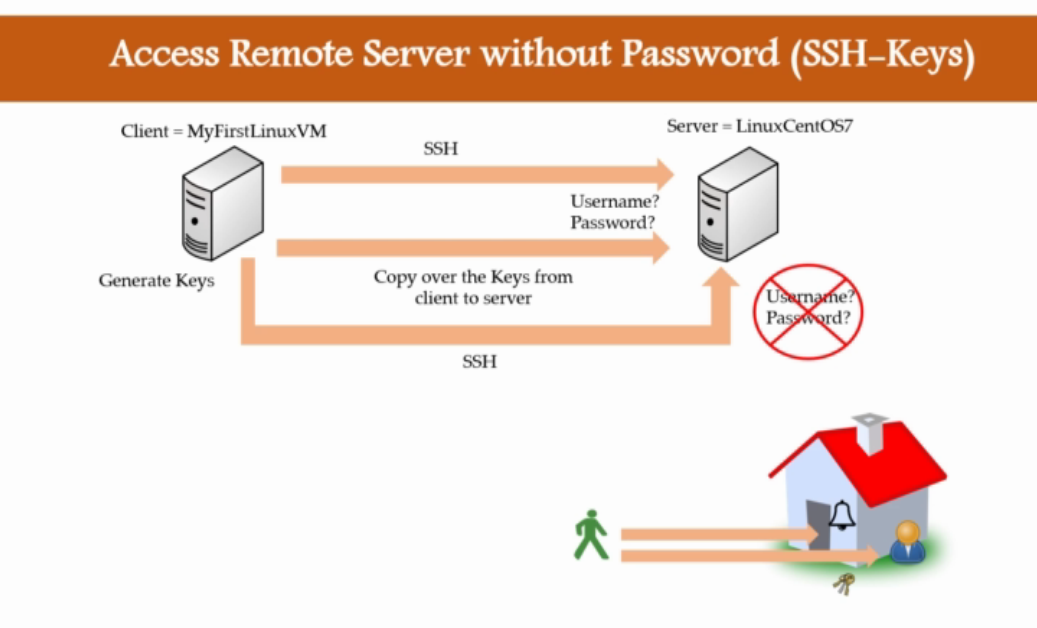 Access Remote Server without Password (SSH-Keys)
Client = MyFirstLinuxVM
Server = LinuxCentOS7
SSH
Username?
Password?
Generate Keys
Copy over the Keys from
client to server
Username?
Password?
SSH